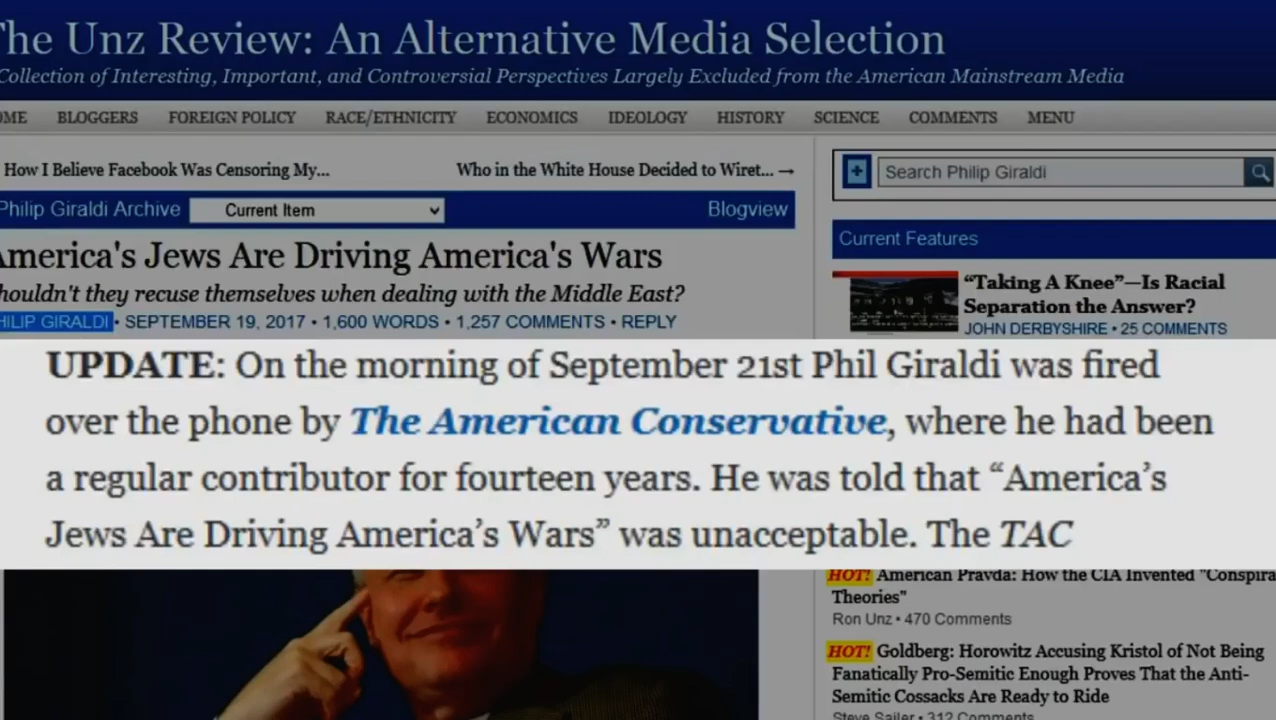 The Unz Review: An Alternative Media Selection
Collection of Interesting, Important, and Controversial Perspectives Largely Excluded from the American Mainstream Media
OME BLOGGERS FOREIGN POLICY RACE/ETHNICITY ECONOMICS IDEOLOGY HISTORY SCIENCE COMMENTS MENU
How I Believe Facebook Was Censoring My...
Who in the White House Decided to Wiret... →
Philip Giraldi Archive
Current Item
Blogview
America's Jews Are Driving America's Wars
houldn't they recuse themselves when dealing with the Middle East?
HILIP GIRALDI • SEPTEMBER 19, 2017 • 1,600 WORDS • 1,257 COMMENTS • REPLY
Search Philip Giraldi
Current Features
“Taking A Knee”—Is Racial
Separation the Answer?
JOHN DERBYSHIRE • 25 COMMENTS
UPDATE: On the morning of September 21st Phil Giraldi was fired
over the phone by The American Conservative, where he had been
a regular contributor for fourteen years. He was told that “America’s
Jews Are Driving America’s Wars” was unacceptable. The TAC
HOT! American Pravda: How the CIA Invented "Conspira
Theories"
Ron Unz • 470 Comments
HOT! Goldberg: Horowitz Accusing Kristol of Not Being
Fanatically Pro-Semitic Enough Proves That the Anti-
Semitic Cossacks Are Ready to Ride
Steve Sailer • 312 Comments